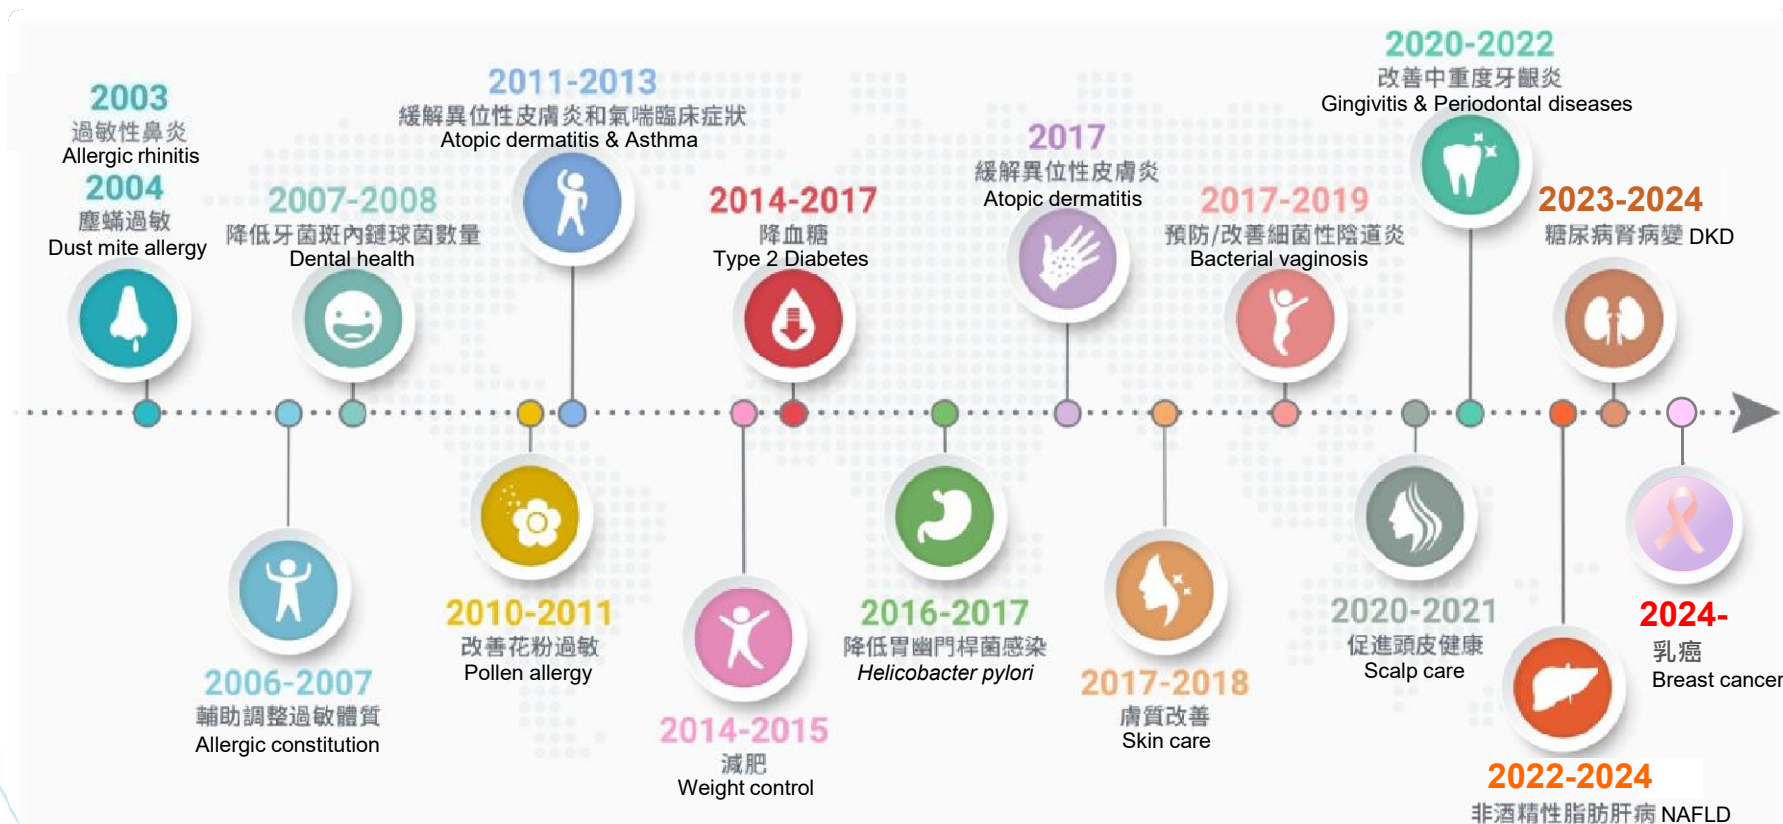 2003
過敏性鼻炎
Allergic rhinitis
2004
塵蟎過敏
Dust mite allergy
2006-2007
輔助調整過敏體質
Allergic constitution
2007-2008
降低牙菌斑內鏈球菌數量
Dental health
2010-2011
改善花粉過敏
Pollen allergy
2011-2013
緩解異位性皮膚炎和氣喘臨床症狀
Atopic dermatitis & Asthma
2014-2015
減肥
Weight control
2014-2017
降血糖
Type 2 Diabetes
2016-2017
降低胃幽門桿菌感染
Helicobacter pylori
2017
緩解異位性皮膚炎
Atopic dermatitis
2017-2018
膚質改善
Skin care
2017-2019
預防/改善細菌性陰道炎
Bacterial vaginosis
2020-2021
促進頭皮健康
Scalp care
2020-2022
改善中重度牙齦炎
Gingivitis & Periodontal diseases
2022-2024
非酒精性脂肪肝病 NAFLD
2023-2024
糖尿病腎病變 DKD
2024-
乳癌
Breast cancer